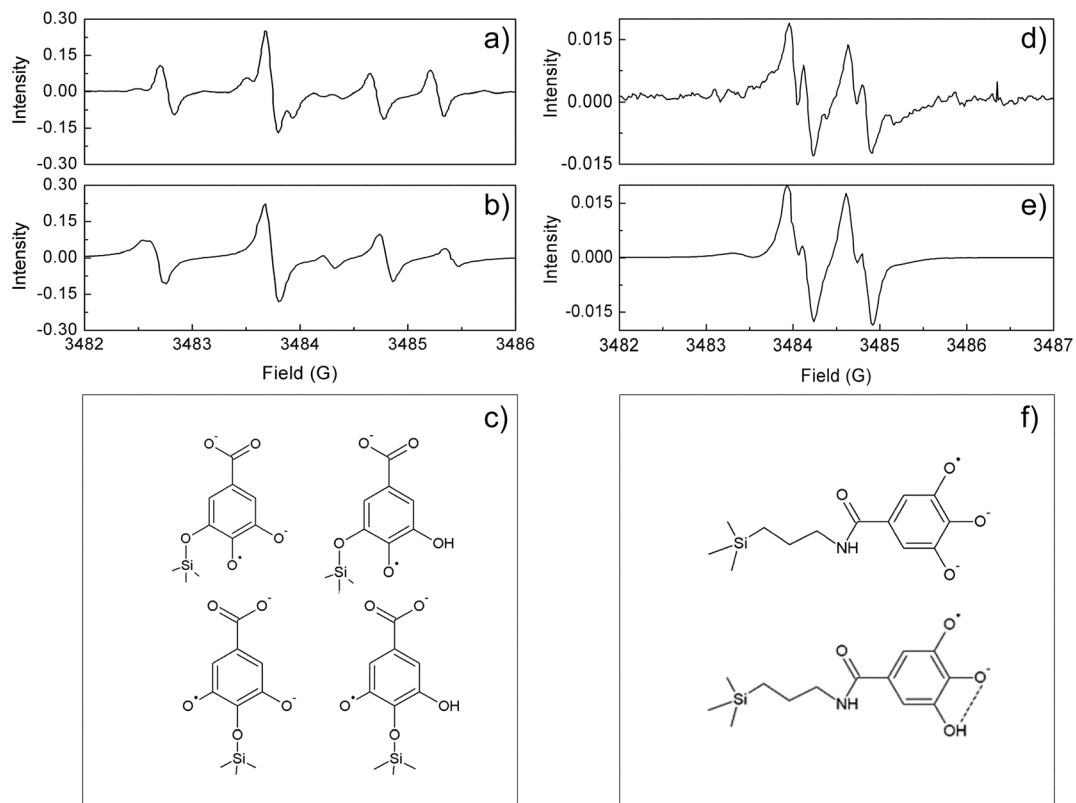 a)
0.30
0.15
0.00
-0.15
-0.30
Intensity
b)
0.30
0.15
0.00
-0.15
-0.30
Intensity
3482 3483 3484 3485 3486
Field (G)
d)
0.015
0.000
-0.015
Intensity
e)
0.015
0.000
-0.015
Intensity
3482 3483 3484 3485 3486 3487
Field (G)
c)
O⁻ O
O O⁻
Si O•
O⁻ O
O OH
Si O•
O O⁻
•O O⁻
O
Si
O O⁻
O• OH
O
Si
f)
O•
O O⁻
Si NH O⁻
O•
O O⁻
Si NH OH